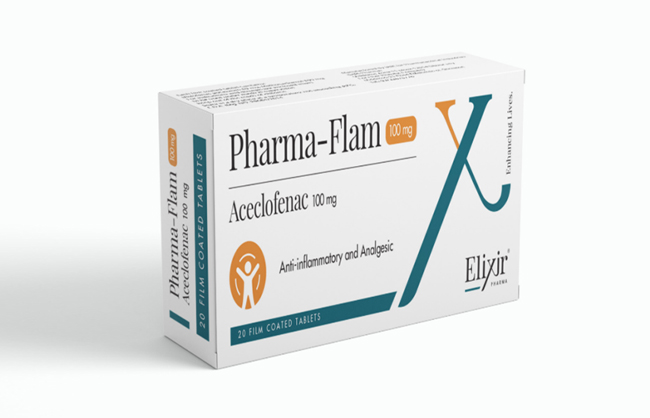 Pharma-Flam 100 mg
Aceclofenac 100 mg
Anti-inflammatory and Analgesic
20 FILM COATED TABLETS
Enhancing Lives.
Elixir
PHARMA
Pharma-Flam 100 mg
Aceclofenac 100 mg
20 FILM COATED TABLETS